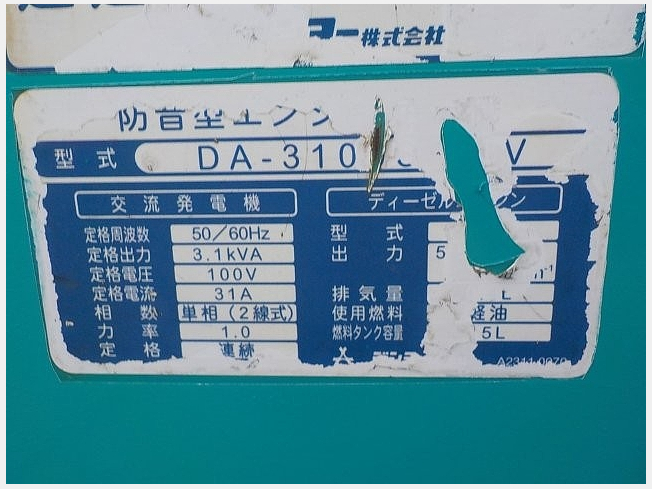 ー株式会社
防音型エンジ
型式 DA-310 V
交流発電機
定格周波数 50/60Hz
定格出力 3.1kVA
定格電圧 100V
定格電流 31A
相数 単相(2線式)
力率 1.0
定格 連続
ディーゼル ン
型式
出力 5
排気量 L
使用燃料 軽油
燃料タンク容量 5L